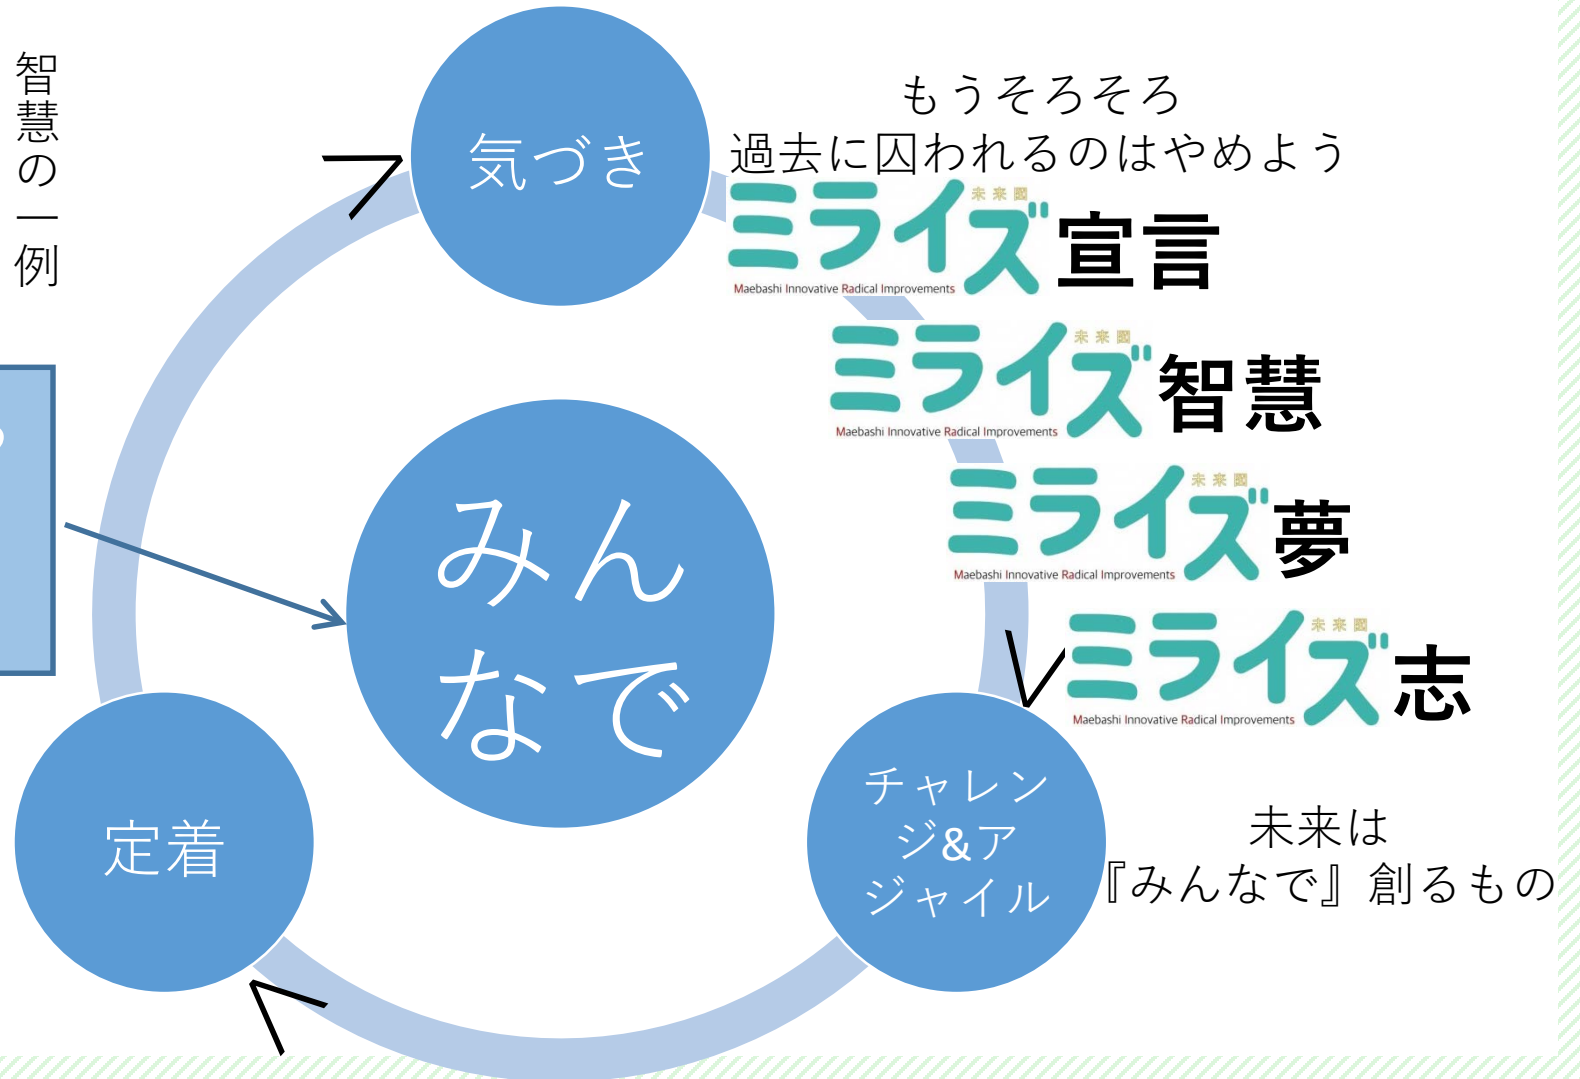 智慧の一例
気づき
もうそろそろ
過去に囚われるのはやめよう
未来圏
ミライズ宣言
Maebashi Innovative Radical Improvements
未来圏
ミライズ智慧
Maebashi Innovative Radical Improvements
未来圏
ミライズ夢
Maebashi Innovative Radical Improvements
未来圏
ミライズ志
Maebashi Innovative Radical Improvements
みん
なで
チャレン
ジ&ア
ジャイル
定着
未来は
『みんなで』創るもの